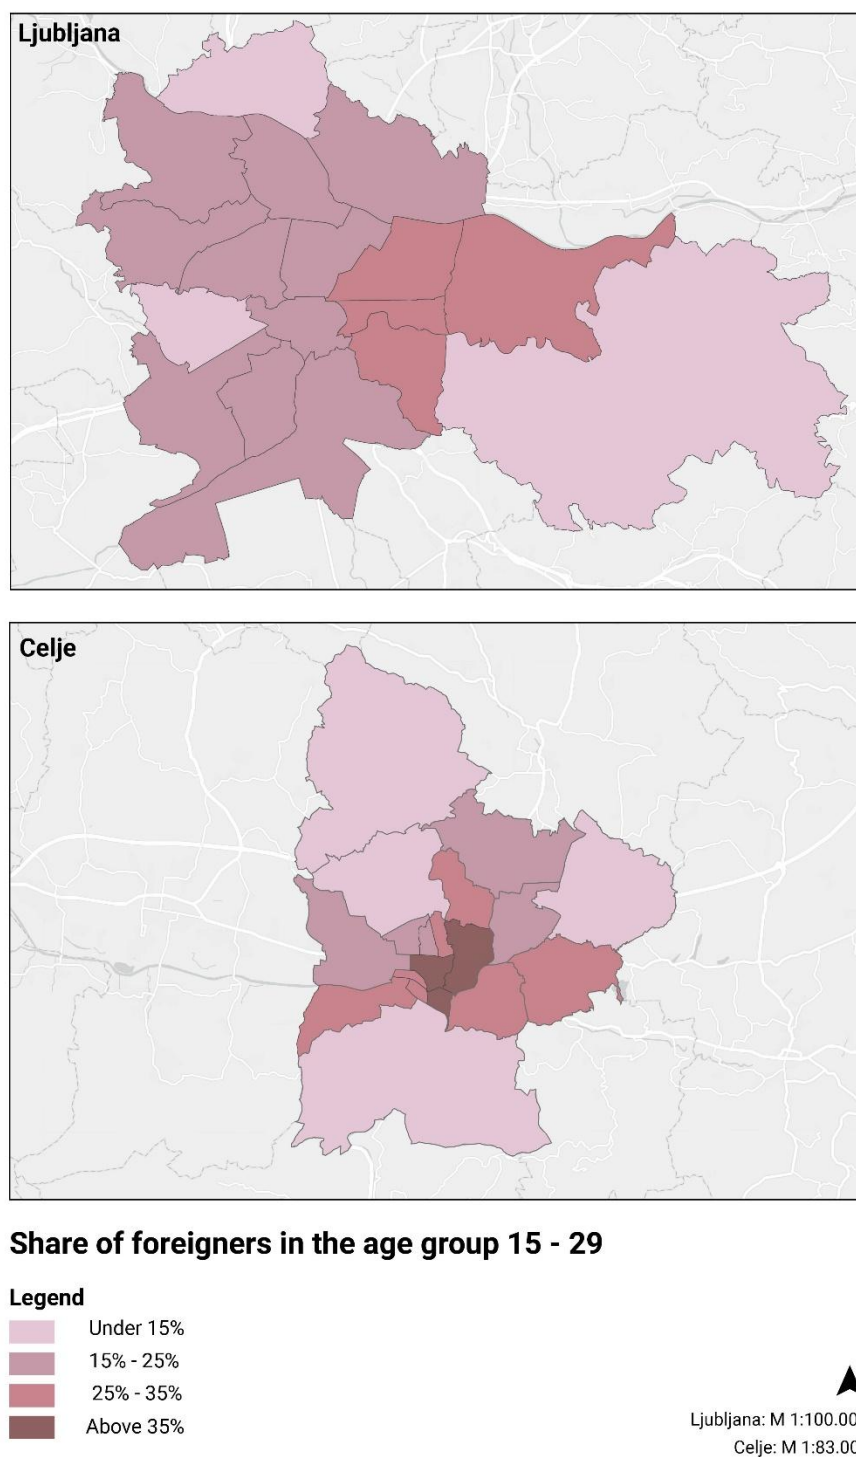 Ljubljana
Celje
Share of foreigners in the age group 15 - 29
Legend
Under 15%
15% - 25%
25% - 35%
Above 35%
Ljubljana: M 1:100.00
Celje: M 1:83.00